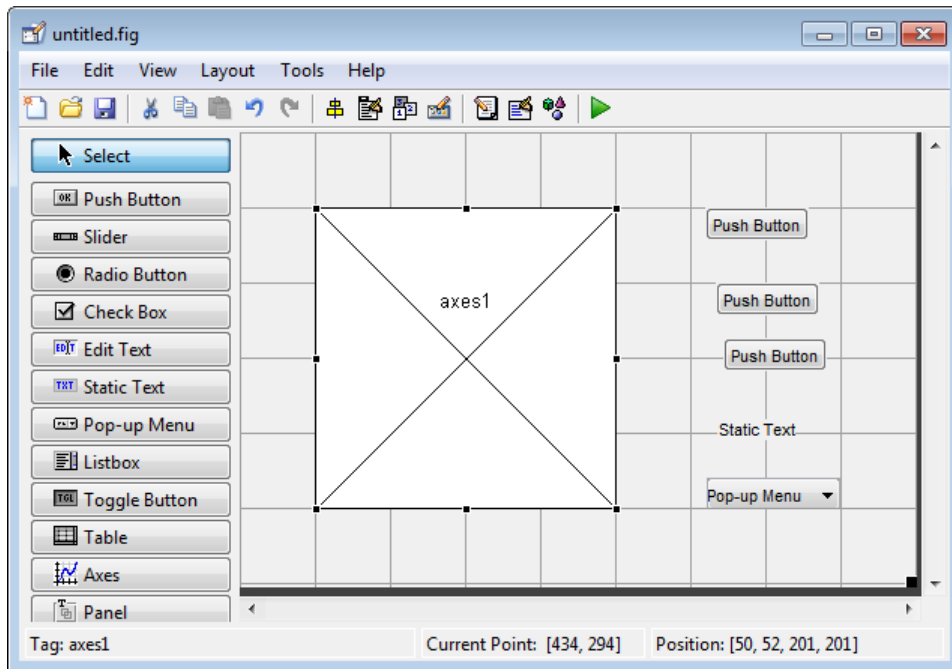 untitled.fig
File Edit View Layout Tools Help
Select
Push Button
Slider
Radio Button
Check Box
Edit Text
Static Text
Pop-up Menu
Listbox
Toggle Button
Table
Axes
Panel
axes1
Push Button
Push Button
Push Button
Static Text
Pop-up Menu
Tag: axes1
Current Point: [434, 294]
Position: [50, 52, 201, 201]